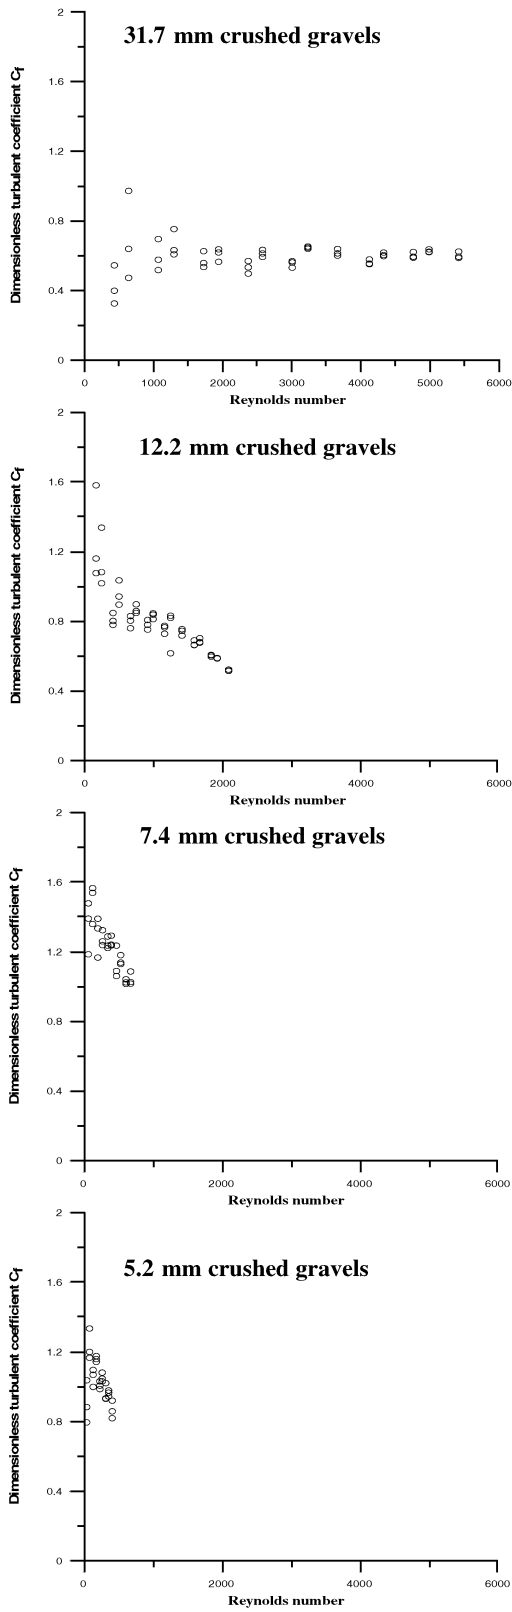 31.7 mm crushed gravels
Dimensionless turbulent coefficient Cf
2
1.6
1.2
0.8
0.4
0
0 1000 2000 3000 4000 5000 6000
Reynolds number
12.2 mm crushed gravels
Dimensionless turbulent coefficient Cf
2
1.6
1.2
0.8
0.4
0
0 2000 4000 6000
Reynolds number
7.4 mm crushed gravels
Dimensionless turbulent coefficient Cf
2
1.6
1.2
0.8
0.4
0
0 2000 4000 6000
Reynolds number
5.2 mm crushed gravels
Dimensionless turbulent coefficient Cf
2
1.6
1.2
0.8
0.4
0
0 2000 4000 6000
Reynolds number